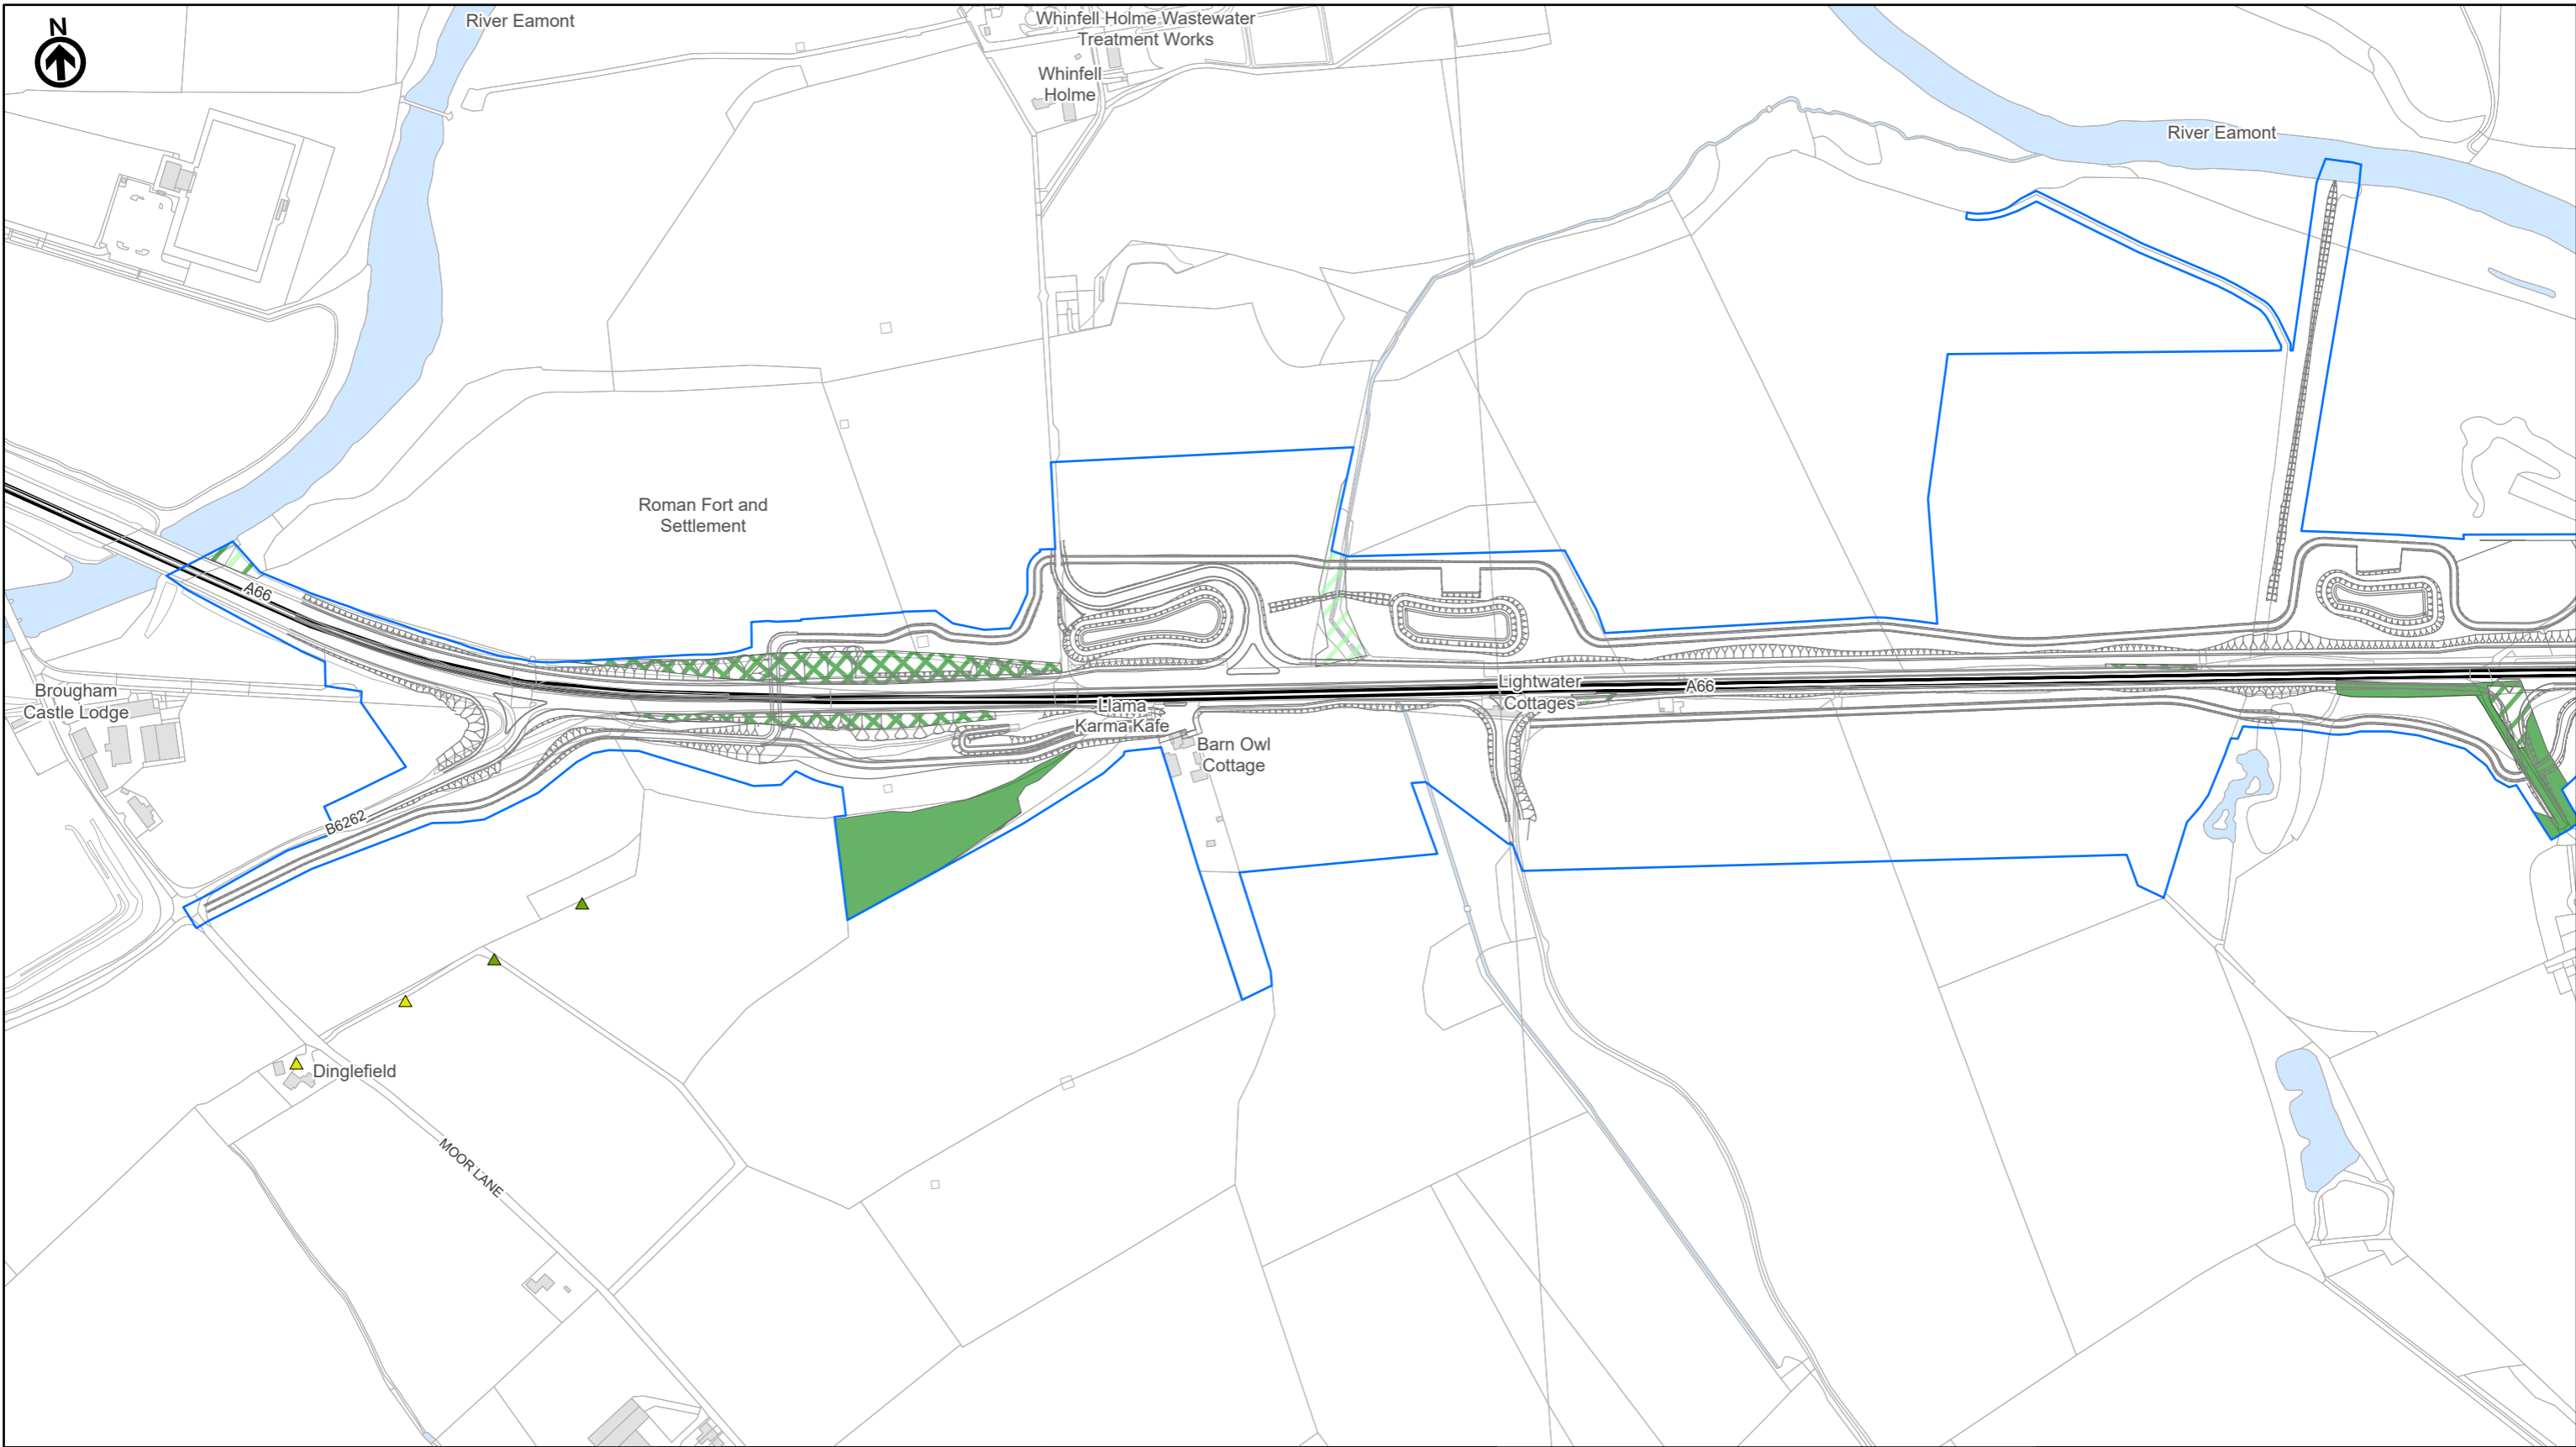 N
River Eamont
Whinfell Holme Wastewater
Treatment Works
Whinfell
Holme
River Eamont
Roman Fort and
Settlement
A66
Brougham
Castle Lodge
Llama
Karma Kafe
Lightwater
Cottages
A66
Barn Owl
Cottage
B6262
Dinglefield
MOOR LANE